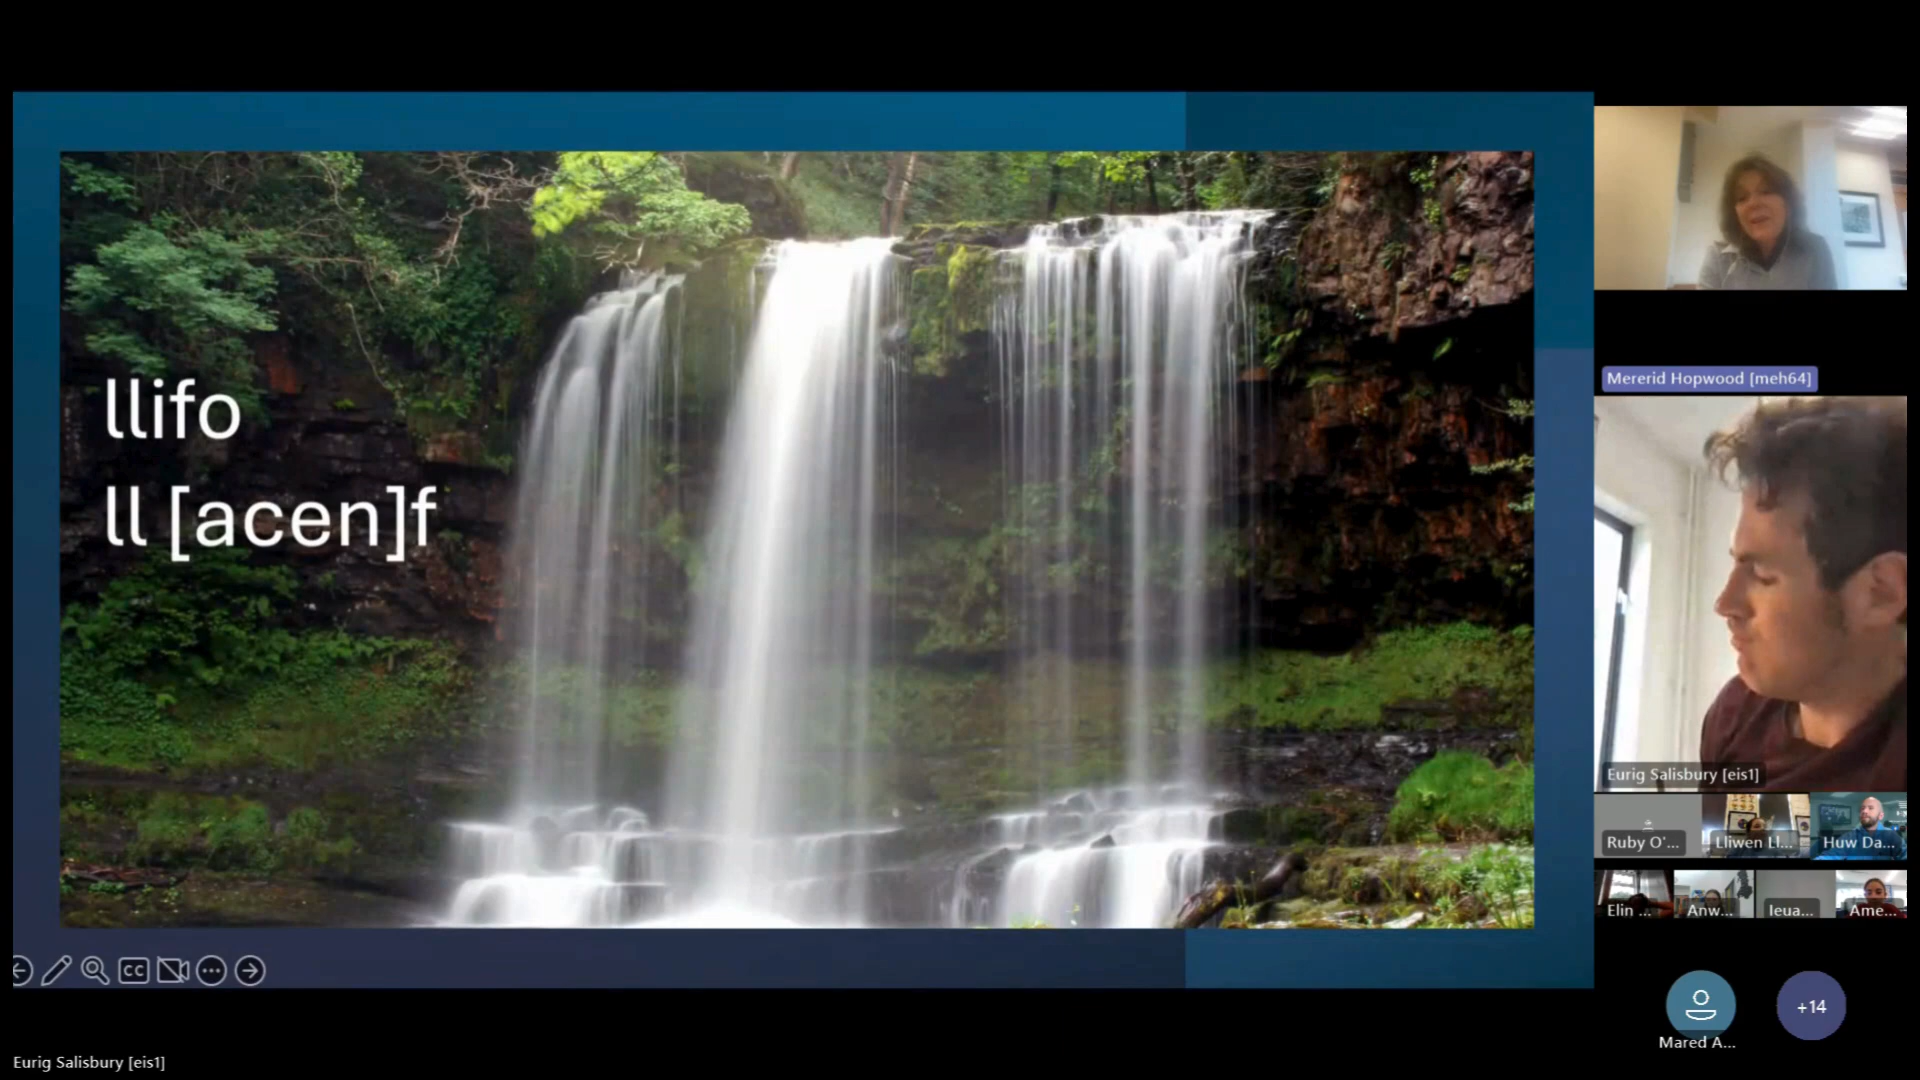 llifo
ll [acen]f
Mererid Hopwood [meh64]
Eurig Salisbury [eis1]
Ruby O'...
Lliwen Ll...
Huw Da...
Elin ...
Anw...
Ieua...
Ame...
CC
+14
Mared A...
Eurig Salisbury [eis1]